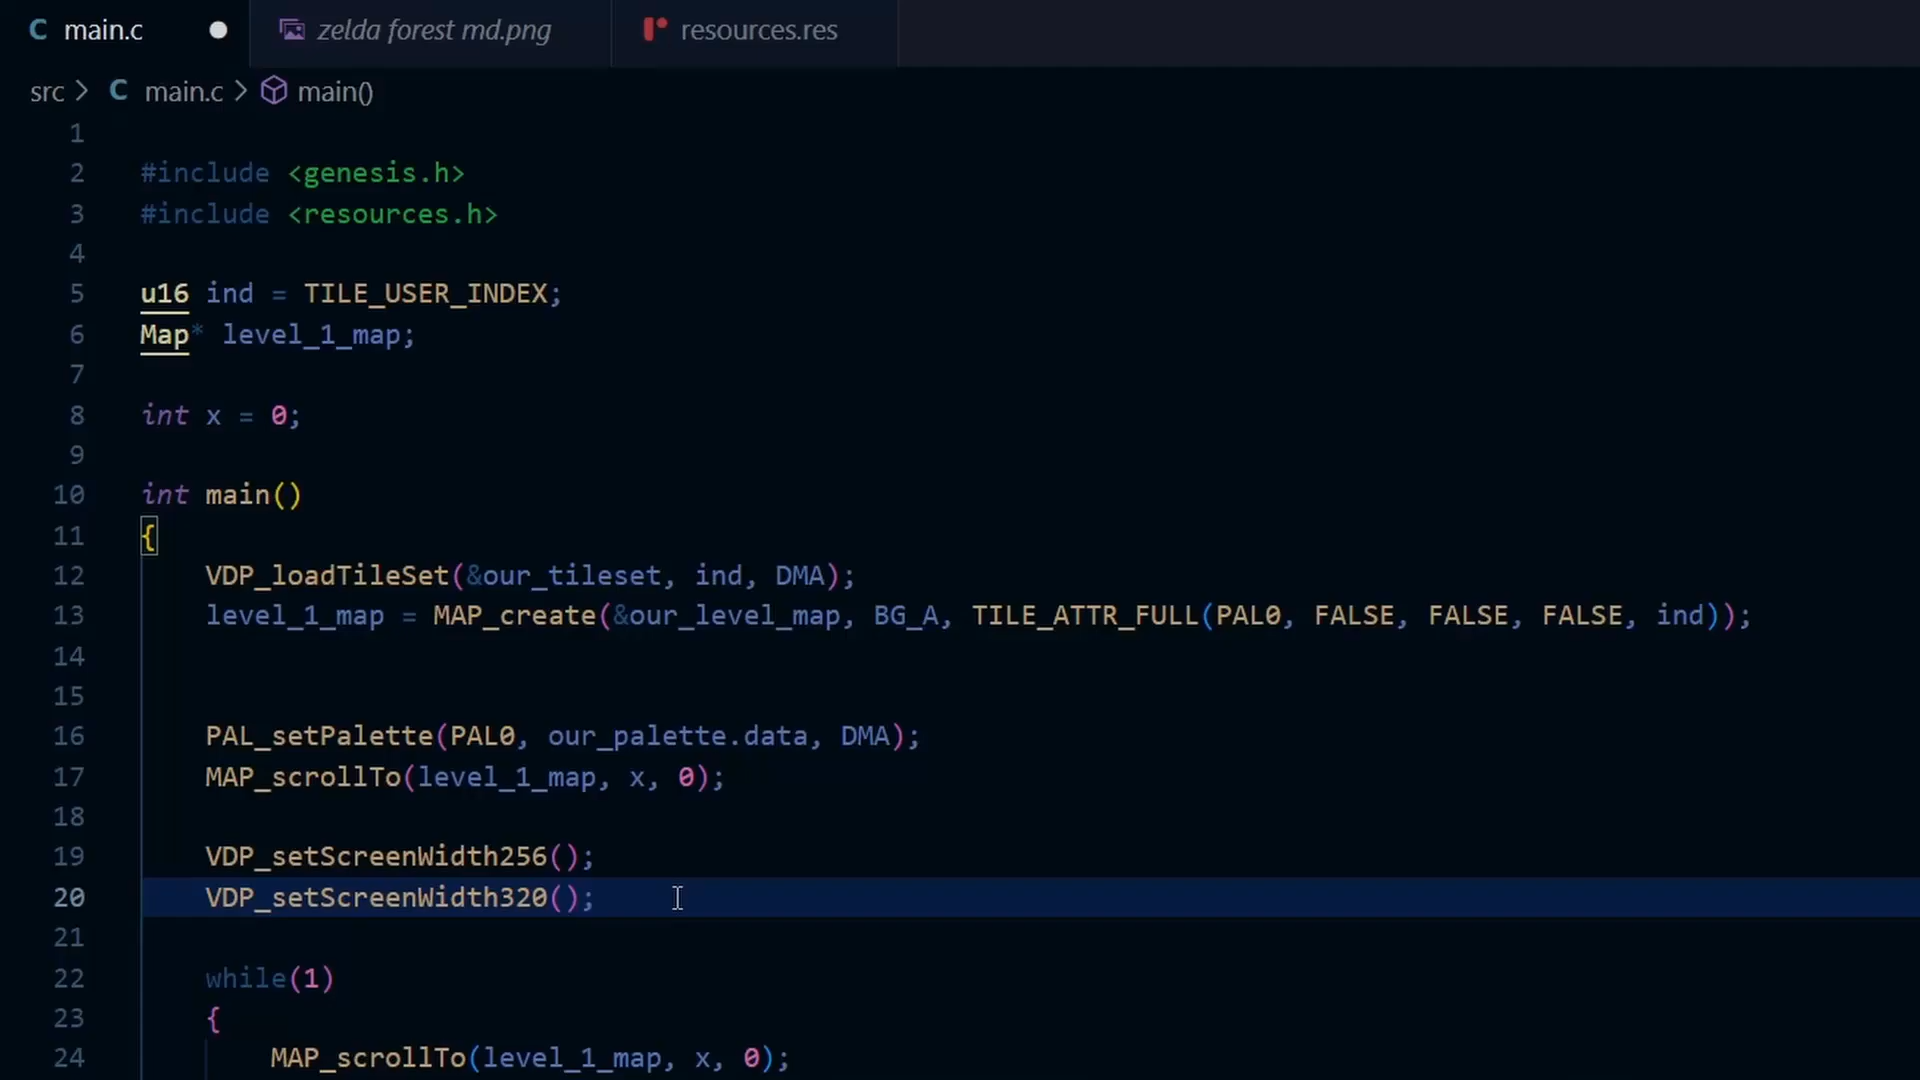 main.c zelda forest md.png resources.res
src > main.c > main()
1
2 #include <genesis.h>
3 #include <resources.h>
4
5 u16 ind = TILE_USER_INDEX;
6 Map* level_1_map;
7
8 int x = 0;
9
10 int main()
11 {
12 VDP_loadTileSet(&our_tileset, ind, DMA);
13 level_1_map = MAP_create(&our_level_map, BG_A, TILE_ATTR_FULL(PAL0, FALSE, FALSE, FALSE, ind));
14
15
16 PAL_setPalette(PAL0, our_palette.data, DMA);
17 MAP_scrollTo(level_1_map, x, 0);
18
19 VDP_setScreenWidth256();
20 VDP_setScreenWidth320();
21
22 while(1)
23 {
24 MAP_scrollTo(level_1_map, x, 0);